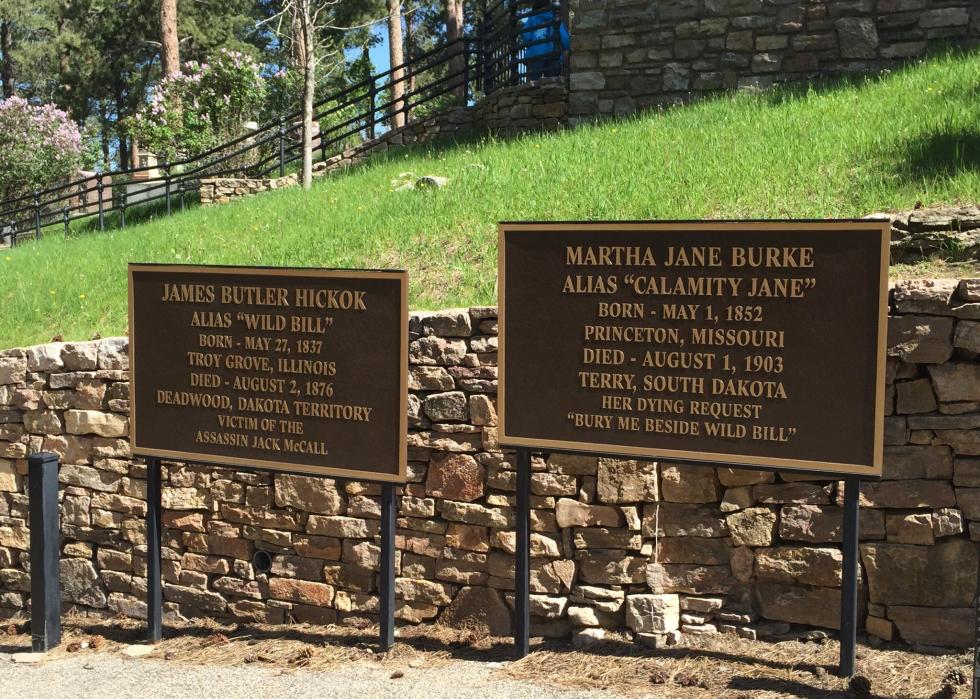 JAMES BUTLER HICKOK
ALIAS "WILD BILL"
BORN - MAY 27, 1837
TROY GROVE, ILLINOIS
DIED - AUGUST 2, 1876
DEADWOOD, DAKOTA TERRITORY
VICTIM OF THE
ASSASSIN JACK McCALL
MARTHA JANE BURKE
ALIAS "CALAMITY JANE"
BORN - MAY 1, 1852
PRINCETON, MISSOURI
DIED - AUGUST 1, 1903
TERRY, SOUTH DAKOTA
HER DYING REQUEST
"BURY ME BESIDE WILD BILL"